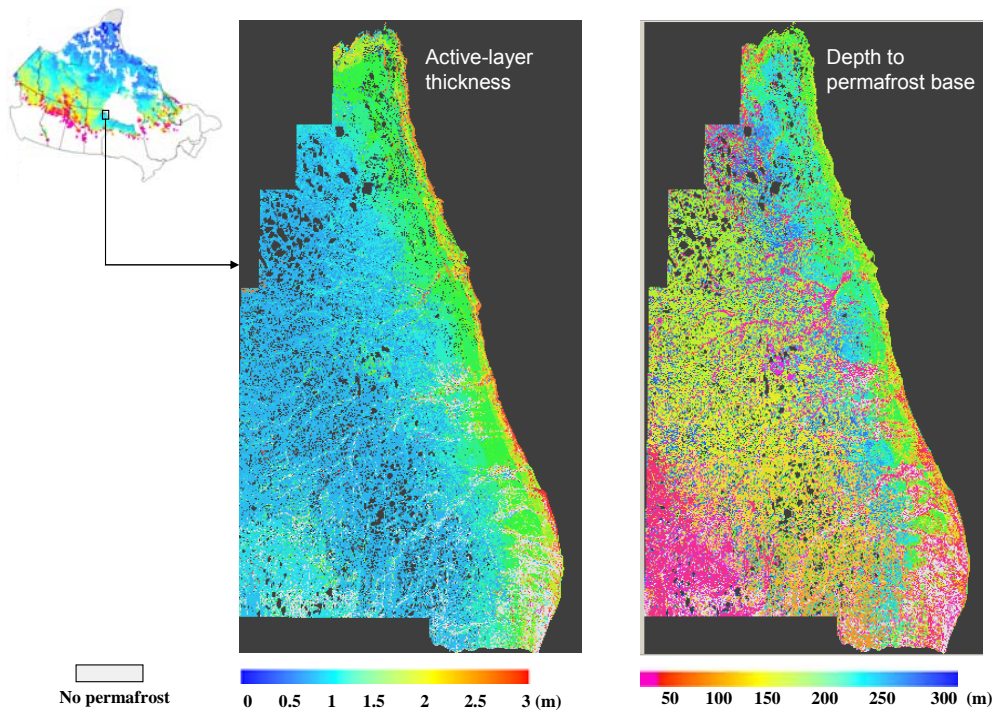 Active-layer
thickness
Depth to
permafrost base
No permafrost
0 0.5 1 1.5 2 2.5 3 (m)
50 100 150 200 250 300 (m)